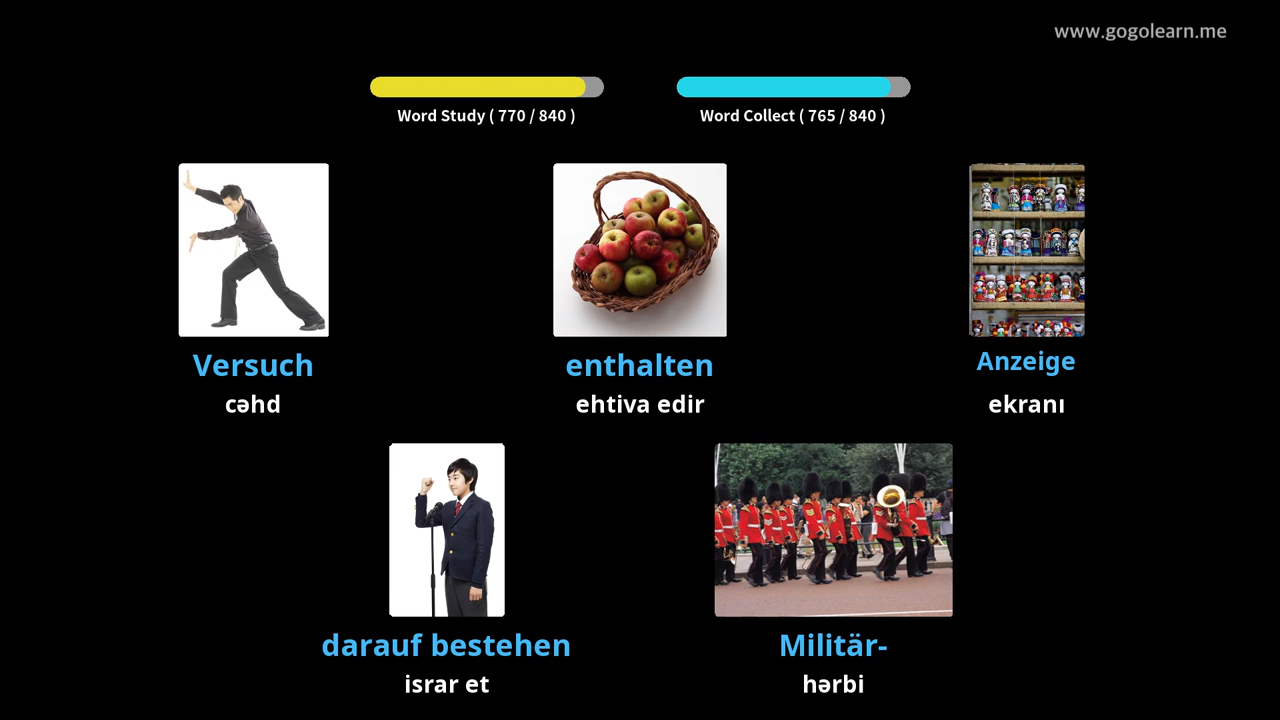 www.gogolearn.me
Word Study ( 770 / 840 )
Word Collect ( 765 / 840 )
Versuch
cəhd
enthalten
ehtiva edir
Anzeige
ekranı
darauf bestehen
israr et
Militär-
hərbi